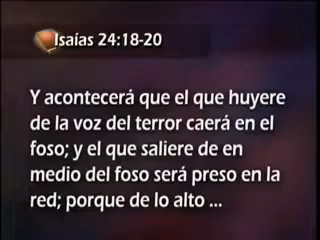 Isaías 24:18-20
Y acontecerá que el que huyere
de la voz del terror caerá en el
foso; y el que saliere de en
medio del foso será preso en la
red; porque de lo alto ...